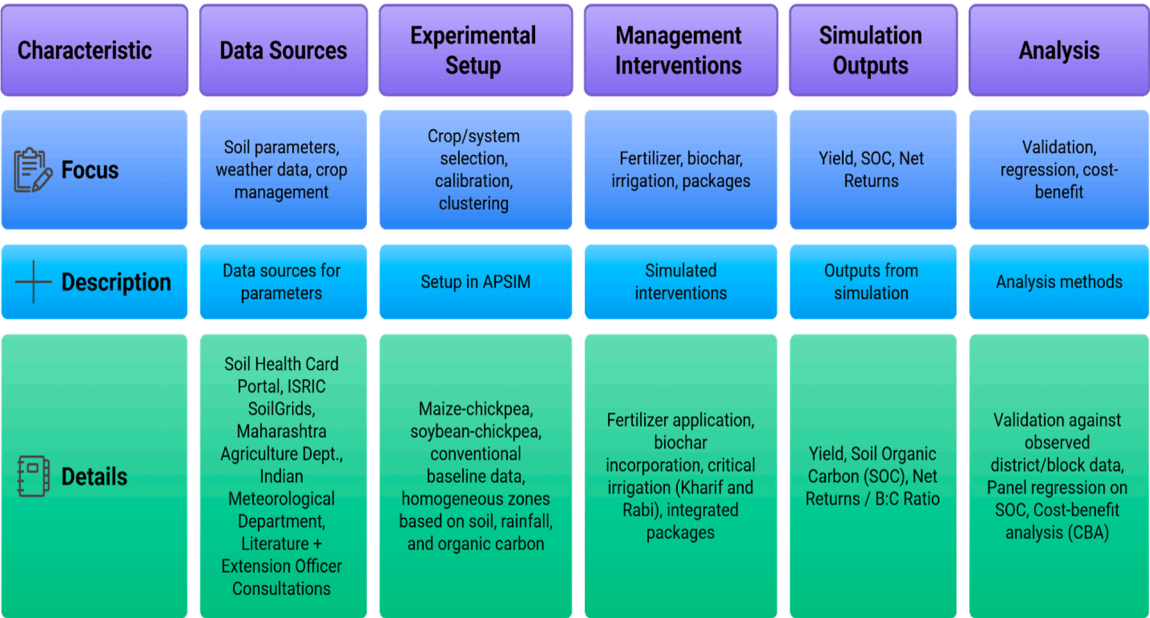 Characteristic
Data Sources
Experimental
Setup
Management
Interventions
Simulation
Outputs
Analysis
Focus
Soil parameters,
weather data, crop
management
Crop/system
selection,
calibration,
clustering
Fertilizer, biochar,
irrigation, packages
Yield, SOC, Net
Returns
Validation,
regression, cost-
benefit
Description
Data sources for
parameters
Setup in APSIM
Simulated
interventions
Outputs from
simulation
Analysis methods
Details
Soil Health Card
Portal, ISRIC
SoilGrids,
Maharashtra
Agriculture Dept.,
Indian
Meteorological
Department,
Literature +
Extension Officer
Consultations
Maize-chickpea,
soybean-chickpea,
conventional
baseline data,
homogeneous zones
based on soil, rainfall,
and organic carbon
Fertilizer application,
biochar
incorporation, critical
irrigation (Kharif and
Rabi), integrated
packages
Yield, Soil Organic
Carbon (SOC), Net
Returns / B:C Ratio
Validation against
observed
district/block data,
Panel regression on
SOC, Cost-benefit
analysis (CBA)